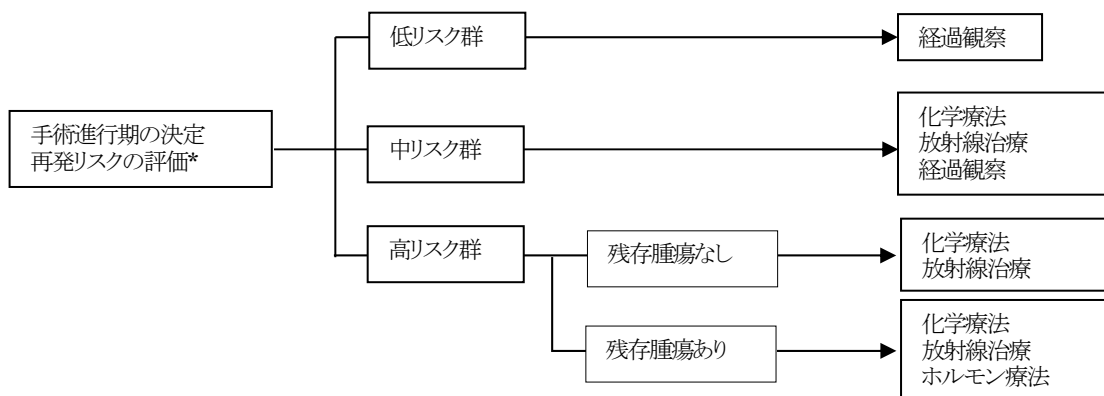 低リスク群
経過観察
手術進行期の決定
再発リスクの評価*
中リスク群
化学療法
放射線治療
経過観察
高リスク群
残存腫瘍なし
化学療法
放射線治療
残存腫瘍あり
化学療法
放射線治療
ホルモン療法